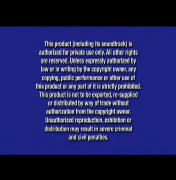 This product (including its soundtrack) is
authorized for private use only. All other rights
are reserved. Unless expressly authorized by
law or in writing by the copyright owner, any
copying, public performance or other use of
this product or any part of it is strictly prohibited.
This product is not to be exported, re-supplied
or distributed by way of trade without
authorization from the copyright owner.
Unauthorized reproduction, exhibition or
distribution may result in severe criminal
and civil penalties.